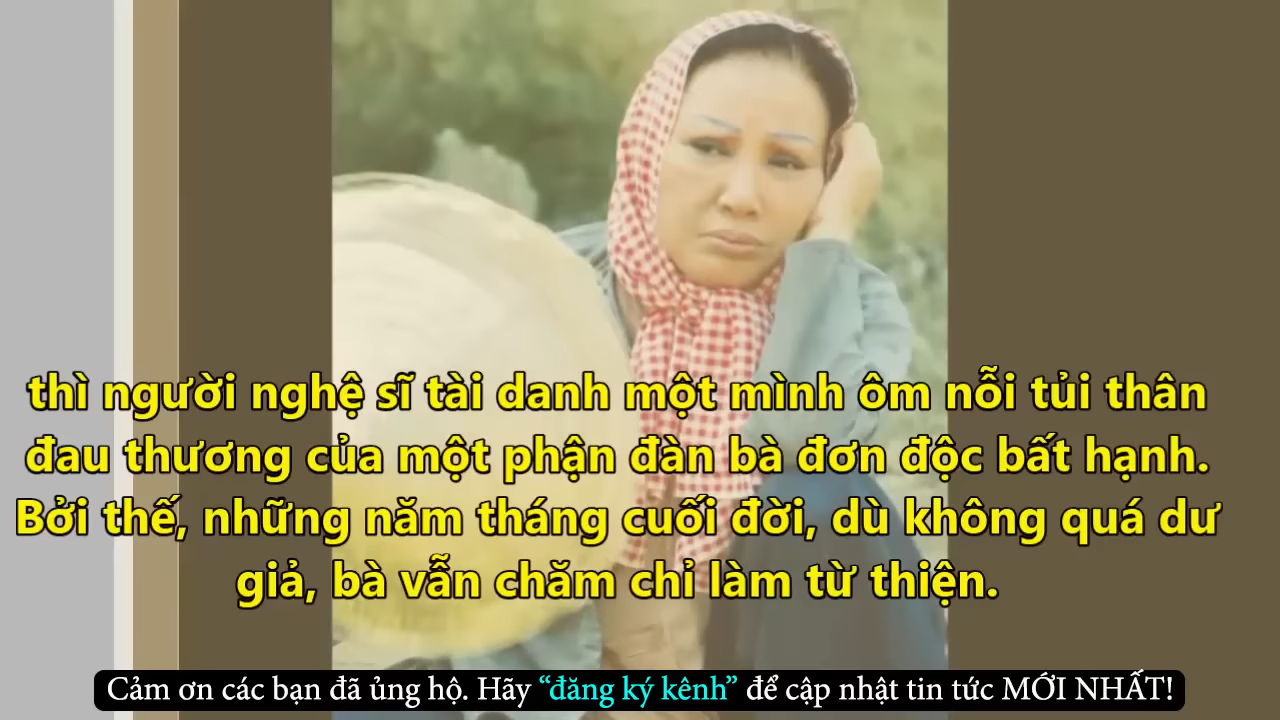 thì người nghệ sĩ tài danh một mình ôm nỗi tủi thân
đau thương của một phận đàn bà đơn độc bất hạnh.
Bởi thế, những năm tháng cuối đời, dù không quá dư
giả, bà vẫn chăm chỉ làm từ thiện.
Cảm ơn các bạn đã ủng hộ. Hãy “đăng ký kênh” để cập nhật tin tức MỚI NHẤT!